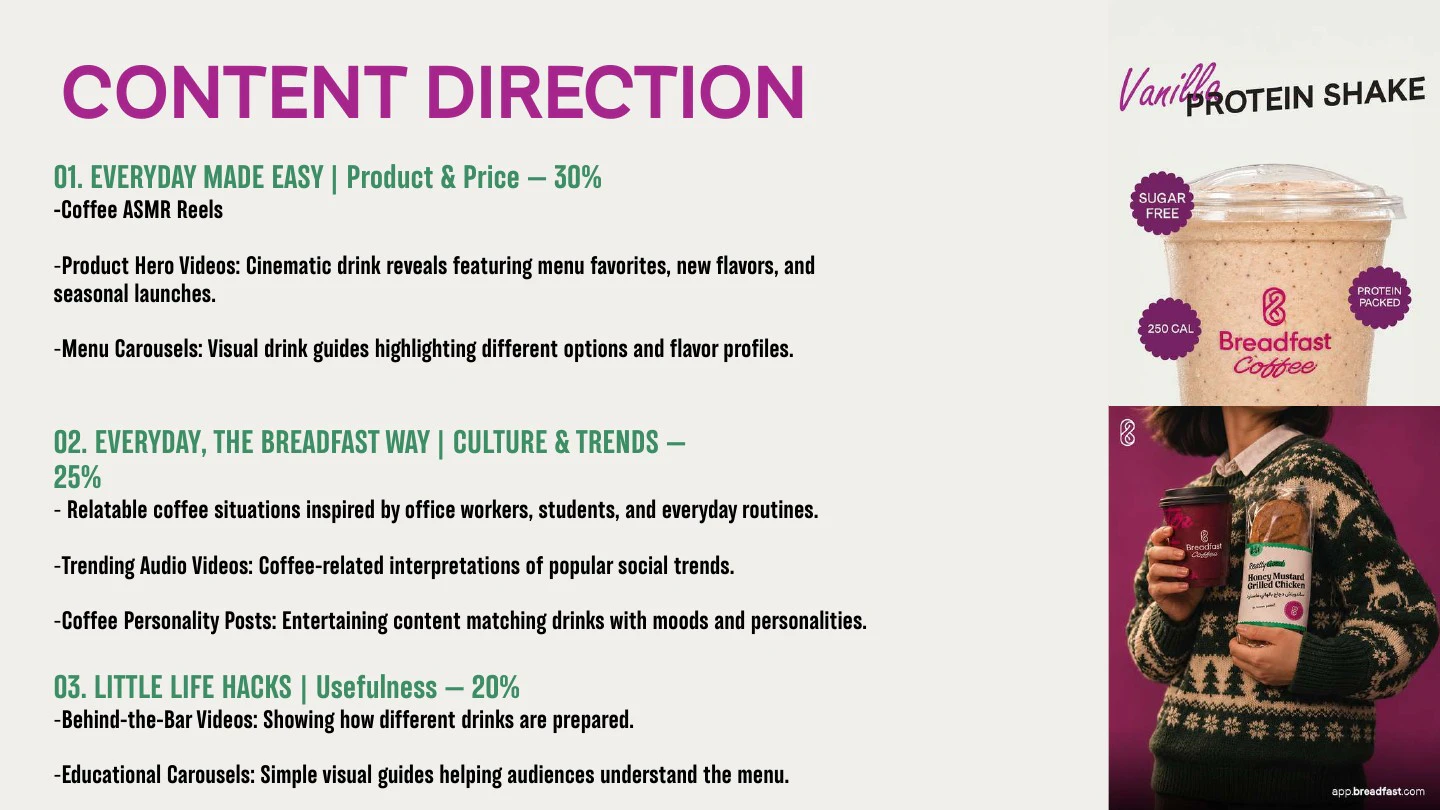 CONTENT DIRECTION
01. EVERYDAY MADE EASY | Product & Price — 30%
-Coffee ASMR Reels
-Product Hero Videos: Cinematic drink reveals featuring menu favorites, new flavors, and
seasonal launches.
-Menu Carousels: Visual drink guides highlighting different options and flavor profiles.
02. EVERYDAY, THE BREADFAST WAY | CULTURE & TRENDS —
25%
- Relatable coffee situations inspired by office workers, students, and everyday routines.
-Trending Audio Videos: Coffee-related interpretations of popular social trends.
-Coffee Personality Posts: Entertaining content matching drinks with moods and personalities.
03. LITTLE LIFE HACKS | Usefulness — 20%
-Behind-the-Bar Videos: Showing how different drinks are prepared.
-Educational Carousels: Simple visual guides helping audiences understand the menu.
Vanilla
PROTEIN SHAKE
SUGAR
FREE
PROTEIN
PACKED
250 CAL
Breadfast
Coffee
Breadfast
Coffee
Honey Mustard
Grilled Chicken
app.breadfast.com